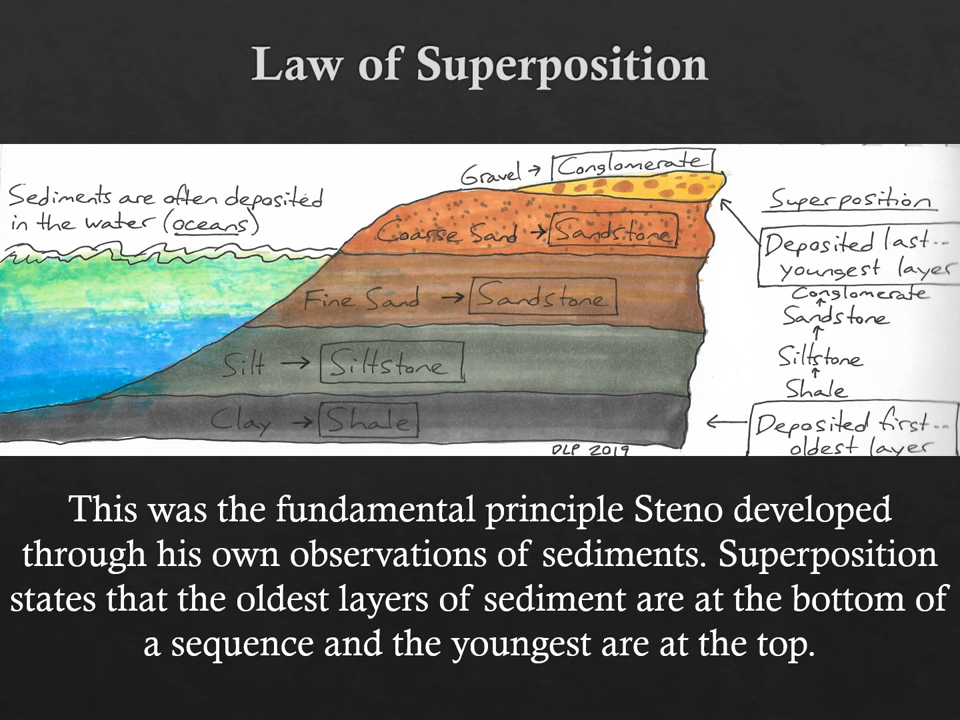 Law of Superposition
Sediments are often deposited
in the water (oceans)
Gravel → Conglomerate
Coarse Sand → Sandstone
Fine Sand → Sandstone
Silt → Siltstone
Clay → Shale
DLP 2019
Superposition
Deposited last--
youngest layer
Conglomerate
↑
Sandstone
↑
Siltstone
↑
Shale
Deposited first--
oldest layer
This was the fundamental principle Steno developed
through his own observations of sediments. Superposition
states that the oldest layers of sediment are at the bottom of
a sequence and the youngest are at the top.